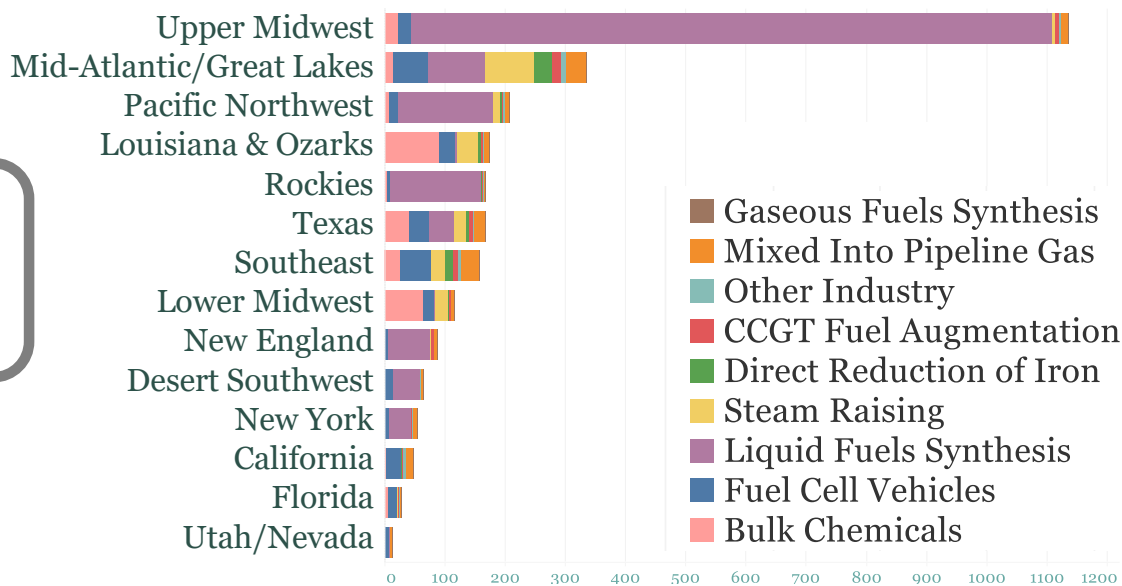 Upper Midwest
Mid-Atlantic/Great Lakes
Pacific Northwest
Louisiana & Ozarks
Rockies
Texas
Southeast
Lower Midwest
New England
Desert Southwest
New York
California
Florida
Utah/Nevada
Gaseous Fuels Synthesis
Mixed Into Pipeline Gas
Other Industry
CCGT Fuel Augmentation
Direct Reduction of Iron
Steam Raising
Liquid Fuels Synthesis
Fuel Cell Vehicles
Bulk Chemicals
0 100 200 300 400 500 600 700 800 900 1000 1100 1200